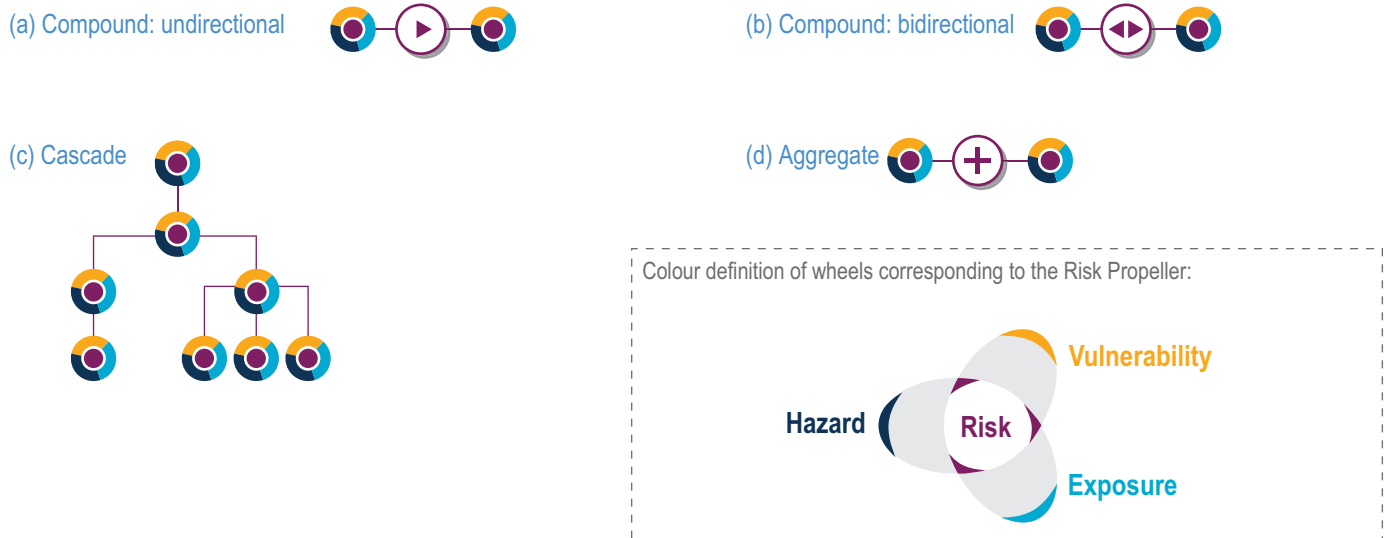 (a) Compound: undirectional
(b) Compound: bidirectional
(c) Cascade
(d) Aggregate
Colour definition of wheels corresponding to the Risk Propeller:
Vulnerability
Hazard
Risk
Exposure